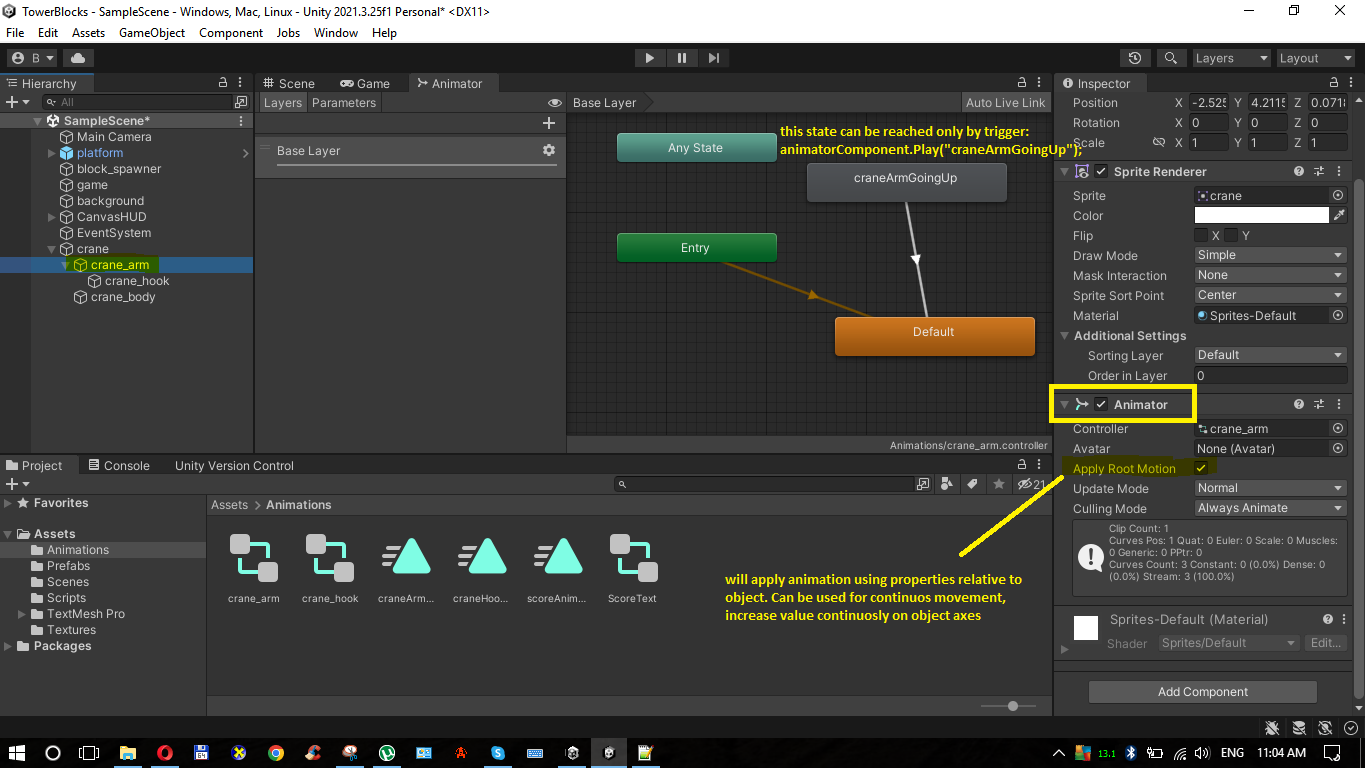 TowerBlocks - SampleScene - Windows, Mac, Linux - Unity 2021.3.25f1 Personal* <DX11>
File Edit Assets GameObject Component Jobs Window Help
B Layers Layout
Hierarchy
All
SampleScene*
Main Camera
platform
block_spawner
game
background
CanvasHUD
EventSystem
crane
crane_arm
crane_hook
crane_body
Scene Game Animator
Layers Parameters
Base Layer
Base Layer Auto Live Link
Any State
this state can be reached only by trigger:
animatorComponent.Play("craneArmGoingUp");
craneArmGoingUp
Entry
Default
Animations/crane_arm.controller
Inspector
Position X -2.525 Y 4.2115 Z 0.0718
Rotation X 0 Y 0 Z 0
Scale X 1 Y 1 Z 1
Sprite Renderer
Sprite crane
Color
Flip X Y
Draw Mode Simple
Mask Interaction None
Sprite Sort Point Center
Material Sprites-Default
Additional Settings
Sorting Layer Default
Order in Layer 0
Animator
Controller crane_arm
Avatar None (Avatar)
Apply Root Motion
Update Mode Normal
Culling Mode Always Animate
Clip Count: 1
Curves Pos: 1 Quat: 0 Euler: 0 Scale: 0 Muscles:
0 Generic: 0 PPtr: 0
Curves Count: 3 Constant: 0 (0.0%) Dense: 0
(0.0%) Stream: 3 (100.0%)
Sprites-Default (Material)
Shader Sprites/Default Edit...
Add Component
Project Console Unity Version Control
21
Favorites
Assets
Animations
Prefabs
Scenes
Scripts
TextMesh Pro
Textures
Packages
Assets > Animations
crane_arm crane_hook craneArm... craneHoo... scoreAnim... ScoreText
will apply animation using properties relative to
object. Can be used for continuos movement,
increase value continuosly on object axes
64 13.1 ENG 11:04 AM